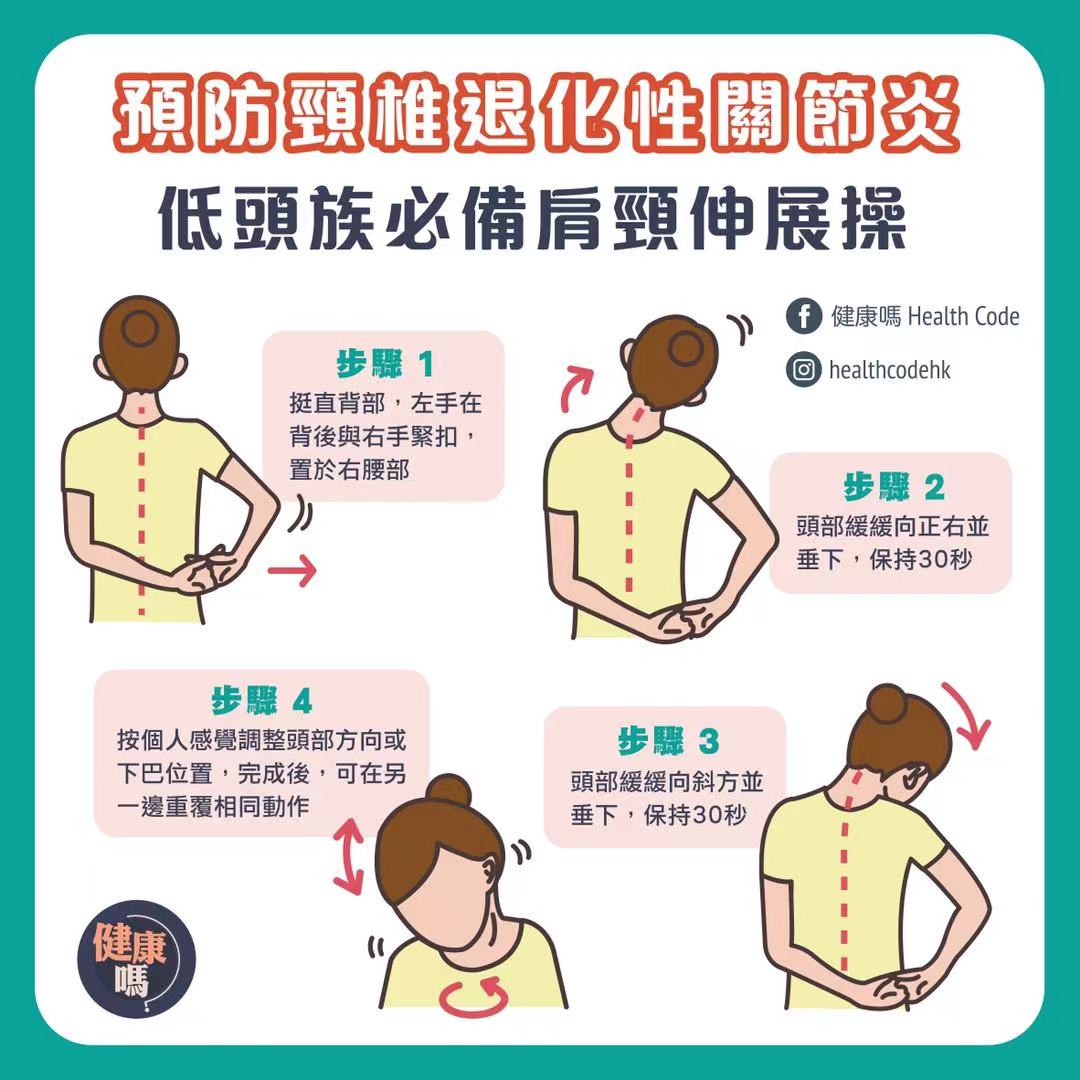 預防頸椎退化性關節炎
低頭族必備肩頸伸展操
健康嗎 Health Code
healthcodehk
步驟 1
挺直背部，左手在
背後與右手緊扣，
置於右腰部
步驟 2
頭部緩緩向正右並
垂下，保持30秒
步驟 3
頭部緩緩向斜方並
垂下，保持30秒
步驟 4
按個人感覺調整頭部方向或
下巴位置，完成後，可在另
一邊重覆相同動作
健康
嗎